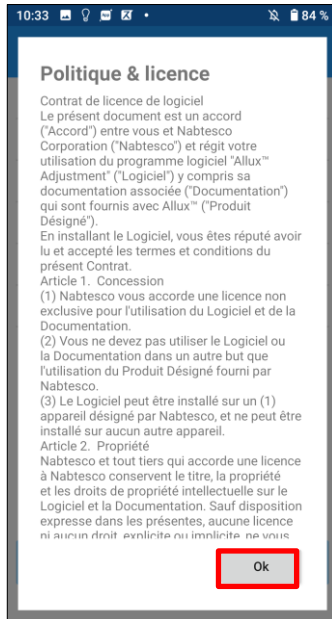 10:33
84 %
Politique & licence
Contrat de licence de logiciel
Le présent document est un accord
("Accord") entre vous et Nabtesco
Corporation ("Nabtesco") et régit votre
utilisation du programme logiciel "Allux™
Adjustment" ("Logiciel") y compris sa
documentation associée ("Documentation")
qui sont fournis avec Allux™ ("Produit
Désigné").
En installant le Logiciel, vous êtes réputé avoir
lu et accepté les termes et conditions du
présent Contrat.
Article 1.  Concession
(1) Nabtesco vous accorde une licence non
exclusive pour l'utilisation du Logiciel et de la
Documentation.
(2) Vous ne devez pas utiliser le Logiciel ou
la Documentation dans un autre but que
l'utilisation du Produit Désigné fourni par
Nabtesco.
(3) Le Logiciel peut être installé sur un (1)
appareil désigné par Nabtesco, et ne peut être
installé sur aucun autre appareil.
Article 2.  Propriété
Nabtesco et tout tiers qui accorde une licence
à Nabtesco conservent le titre, la propriété
et les droits de propriété intellectuelle sur le
Logiciel et la Documentation. Sauf disposition
expresse dans les présentes, aucune licence
ni aucun droit, explicite ou implicite, ne vous
Ok